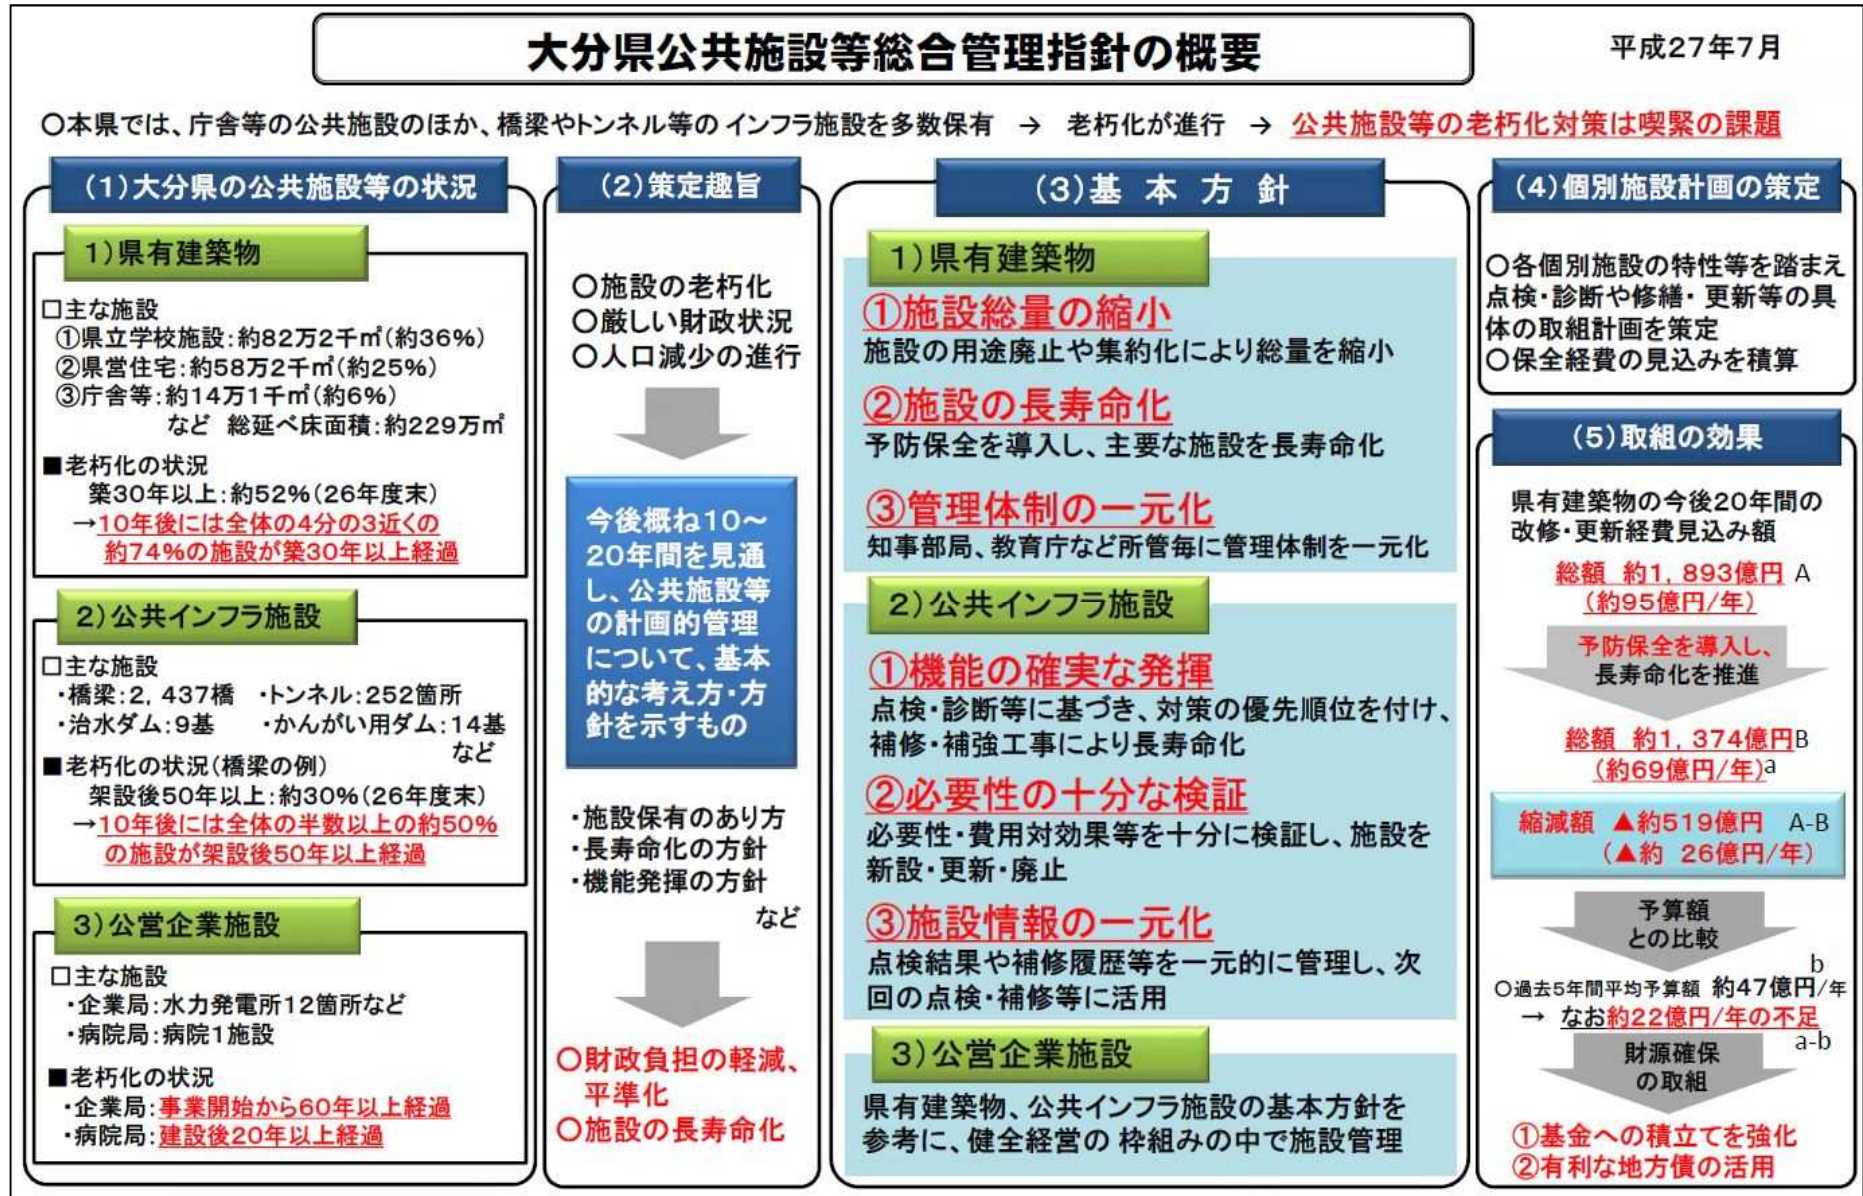 大分県公共施設等総合管理指針の概要
平成27年7月
○本県では、庁舎等の公共施設のほか、橋梁やトンネル等の インフラ施設を多数保有 → 老朽化が進行 → 公共施設等の老朽化対策は喫緊の課題
(1)大分県の公共施設等の状況
1)県有建築物
□主な施設
①県立学校施設:約82万2千㎡(約36%)
②県営住宅:約58万2千㎡(約25%)
③庁舎等:約14万1千㎡(約6%)
など 総延べ床面積:約229万㎡
■老朽化の状況
築30年以上:約52%(26年度末)
→10年後には全体の4分の3近くの
約74%の施設が築30年以上経過
2)公共インフラ施設
□主な施設
・橋梁:2,437橋 ・トンネル:252箇所
・治水ダム:9基 ・かんがい用ダム:14基
など
■老朽化の状況(橋梁の例)
架設後50年以上:約30%(26年度末)
→10年後には全体の半数以上の約50%
の施設が架設後50年以上経過
3)公営企業施設
□主な施設
・企業局:水力発電所12箇所など
・病院局:病院1施設
■老朽化の状況
・企業局:事業開始から60年以上経過
・病院局:建設後20年以上経過
(2)策定趣旨
○施設の老朽化
○厳しい財政状況
○人口減少の進行
今後概ね10～
20年間を見通
し、公共施設等
の計画的管理
について、基本
的な考え方・方
針を示すもの
・施設保有のあり方
・長寿命化の方針
・機能発揮の方針
など
○財政負担の軽減、
平準化
○施設の長寿命化
(3)基 本 方 針
1)県有建築物
①施設総量の縮小
施設の用途廃止や集約化により総量を縮小
②施設の長寿命化
予防保全を導入し、主要な施設を長寿命化
③管理体制の一元化
知事部局、教育庁など所管毎に管理体制を一元化
2)公共インフラ施設
①機能の確実な発揮
点検・診断等に基づき、対策の優先順位を付け、
補修・補強工事により長寿命化
②必要性の十分な検証
必要性・費用対効果等を十分に検証し、施設を
新設・更新・廃止
③施設情報の一元化
点検結果や補修履歴等を一元的に管理し、次
回の点検・補修等に活用
3)公営企業施設
県有建築物、公共インフラ施設の基本方針を
参考に、健全経営の 枠組みの中で施設管理
(4)個別施設計画の策定
○各個別施設の特性等を踏まえ
点検・診断や修繕・ 更新等の具
体の取組計画を策定
○保全経費の見込みを積算
(5)取組の効果
県有建築物の今後20年間の
改修・更新経費見込み額
総額 約1,893億円 A
(約95億円/年)
予防保全を導入し、
長寿命化を推進
総額 約1,374億円B
(約69億円/年)a
縮減額 ▲約519億円 A-B
(▲約 26億円/年)
予算額
との比較
b
○過去5年間平均予算額 約47億円/年
→ なお約22億円/年の不足
a-b
財源確保
の取組
①基金への積立てを強化
②有利な地方債の活用